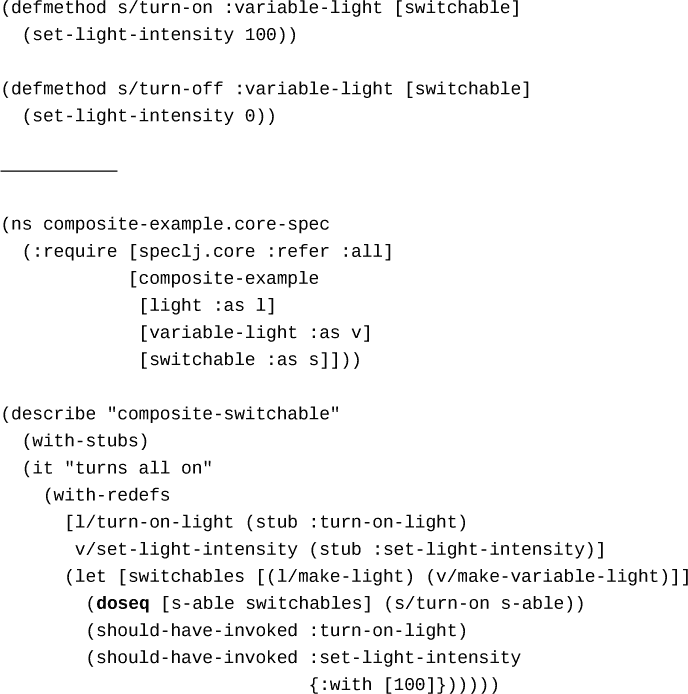 (defmethod s/turn-on :variable-light [switchable]
  (set-light-intensity 100))

(defmethod s/turn-off :variable-light [switchable]
  (set-light-intensity 0))

(ns composite-example.core-spec
  (:require [speclj.core :refer :all]
            [composite-example
             [light :as l]
             [variable-light :as v]
             [switchable :as s]]))

(describe "composite-switchable"
  (with-stubs)
  (it "turns all on"
    (with-redefs
      [l/turn-on-light (stub :turn-on-light)
       v/set-light-intensity (stub :set-light-intensity)]
      (let [switchables [(l/make-light) (v/make-variable-light)]]
        (doseq [s-able switchables] (s/turn-on s-able))
        (should-have-invoked :turn-on-light)
        (should-have-invoked :set-light-intensity
                             {:with [100]})))))